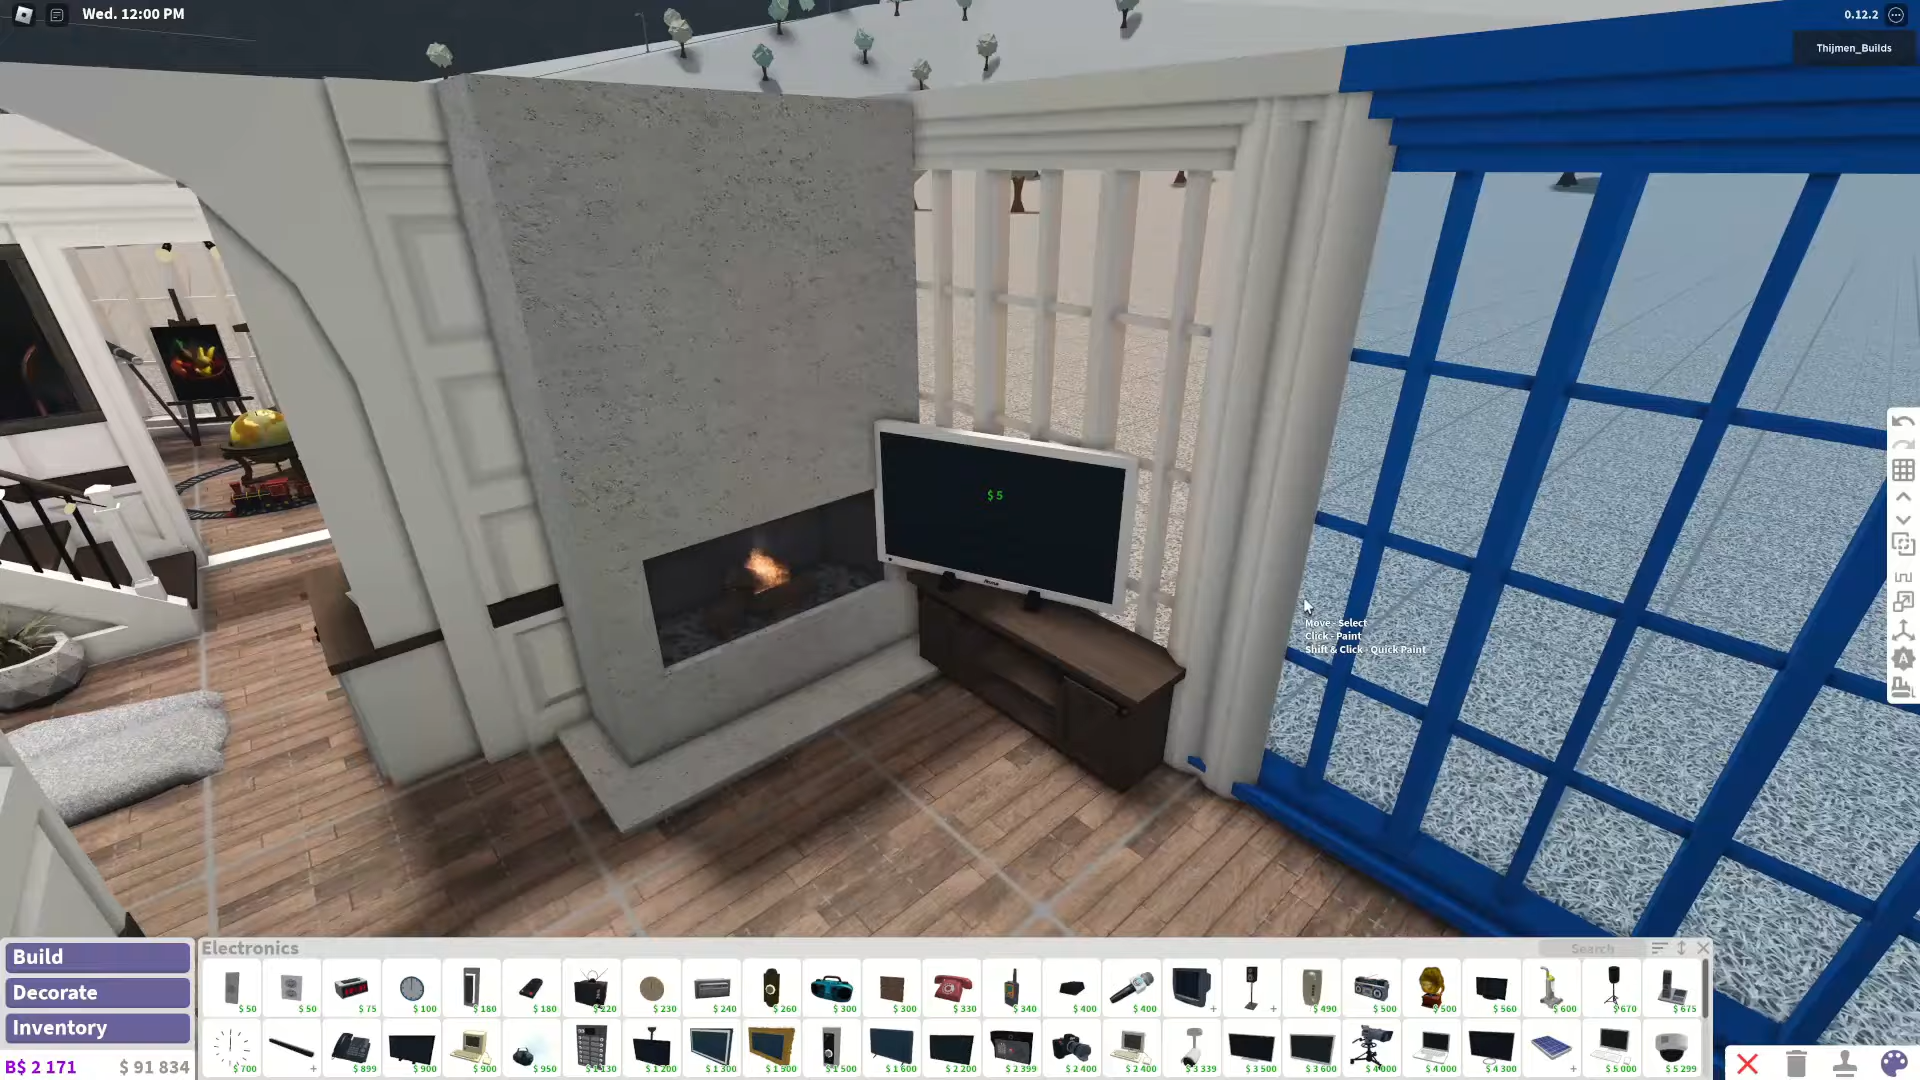 Wed. 12:00 PM
0.12.2
Thijmen_Builds
$ 5
Move - Select
Click - Paint
Shift & Click - Quick Paint
Build
Decorate
Inventory
B$ 2 171
$ 91 834
Electronics
Search
$ 50
$ 50
$ 75
$ 100
$ 180
$ 180
$ 220
$ 230
$ 240
$ 260
$ 300
$ 300
$ 330
$ 340
$ 400
$ 400
+
+
$ 490
$ 500
$ 500
$ 560
$ 600
$ 670
$ 675
$ 700
+
$ 899
$ 900
$ 900
$ 950
$ 1 130
$ 1 200
$ 1 300
$ 1 500
$ 1 500
$ 1 600
$ 2 200
$ 2 399
$ 2 400
$ 2 400
$ 3 339
$ 3 500
$ 3 600
$ 4 000
$ 4 000
$ 4 300
+
$ 5 000
$ 5 299